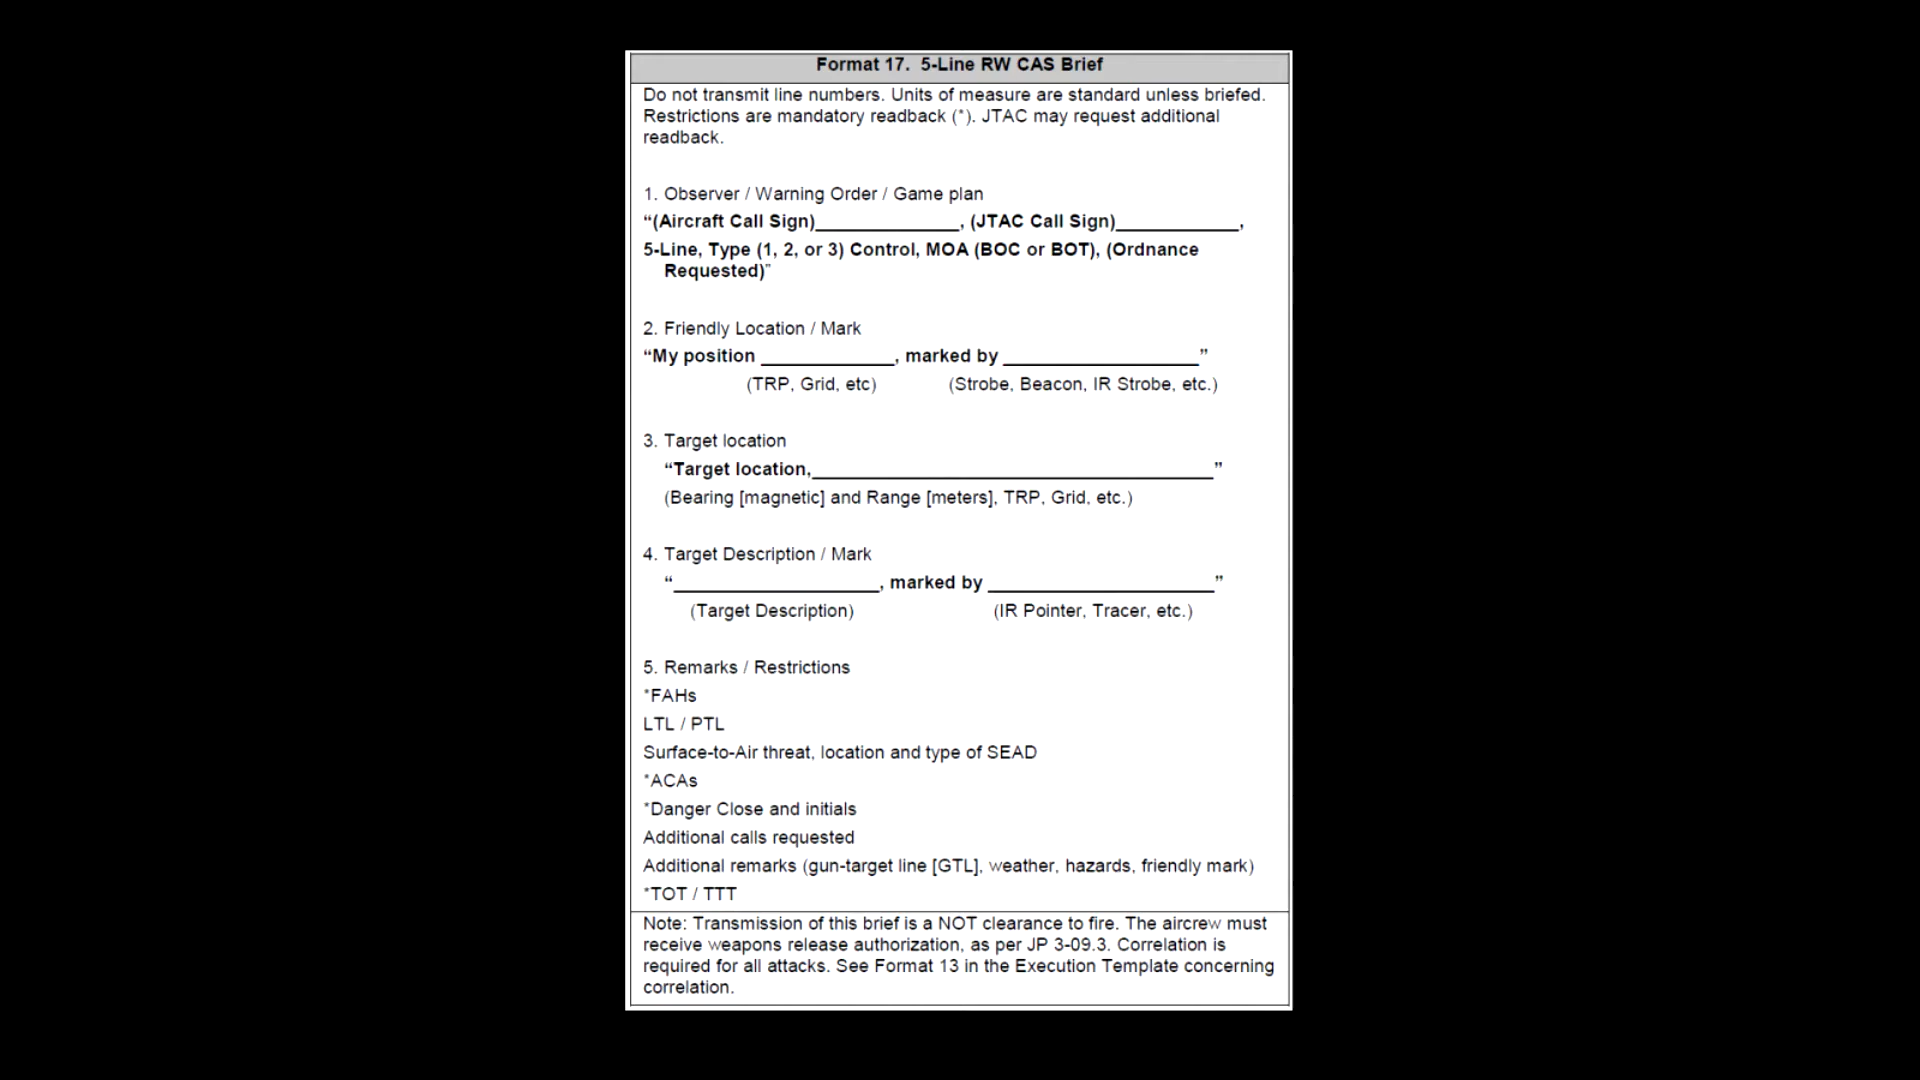 Format 17.  5-Line RW CAS Brief
Do not transmit line numbers. Units of measure are standard unless briefed.
Restrictions are mandatory readback (*). JTAC may request additional
readback.
1. Observer / Warning Order / Game plan
“(Aircraft Call Sign)_____________, (JTAC Call Sign)___________,
5-Line, Type (1, 2, or 3) Control, MOA (BOC or BOT), (Ordnance
Requested)”
2. Friendly Location / Mark
“My position ____________, marked by __________________”
(TRP, Grid, etc) (Strobe, Beacon, IR Strobe, etc.)
3. Target location
“Target location,_____________________________________”
(Bearing [magnetic] and Range [meters], TRP, Grid, etc.)
4. Target Description / Mark
“___________________, marked by _____________________”
(Target Description) (IR Pointer, Tracer, etc.)
5. Remarks / Restrictions
*FAHs
LTL / PTL
Surface-to-Air threat, location and type of SEAD
*ACAs
*Danger Close and initials
Additional calls requested
Additional remarks (gun-target line [GTL], weather, hazards, friendly mark)
*TOT / TTT
Note: Transmission of this brief is a NOT clearance to fire. The aircrew must
receive weapons release authorization, as per JP 3-09.3. Correlation is
required for all attacks. See Format 13 in the Execution Template concerning
correlation.